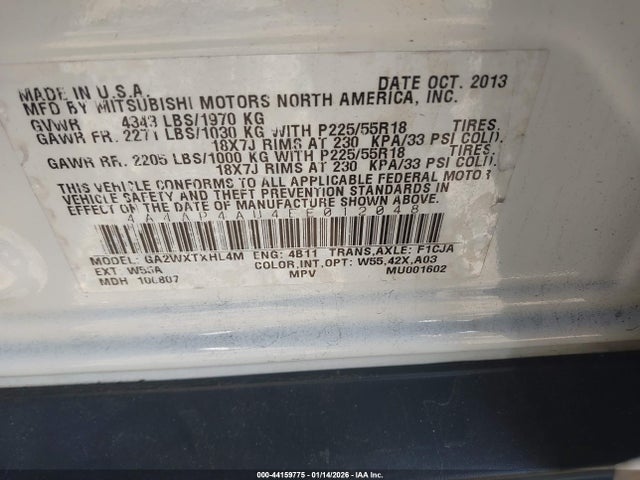 MADE IN U.S.A. DATE OCT. 2013
MFD BY MITSUBISHI MOTORS NORTH AMERICA, INC.
GVWR 4343 LBS/1970 KG
GAWR FR. 2271 LBS/1030 KG WITH P225/55R18 TIRES,
18X7J RIMS AT 230 KPA/33 PSI COLD.
GAWR RR. 2205 LBS/1000 KG WITH P225/55R18 TIRES,
18X7J RIMS AT 230 KPA/33 PSI COLD.
THIS VEHICLE CONFORMS TO ALL APPLICABLE FEDERAL MOTOR
VEHICLE SAFETY AND THEFT PREVENTION STANDARDS IN
EFFECT ON THE DATE OF MANUFACTURE SHOWN ABOVE.
MODEL: GA2WXTXHL4M ENG: 4B11 TRANS,AXLE: F1CJA
EXT COLOR,INT,OPT: W55,42X,A03
MDH MPV MU001602
000-44159775 - 01/14/2026 - IAA Inc.